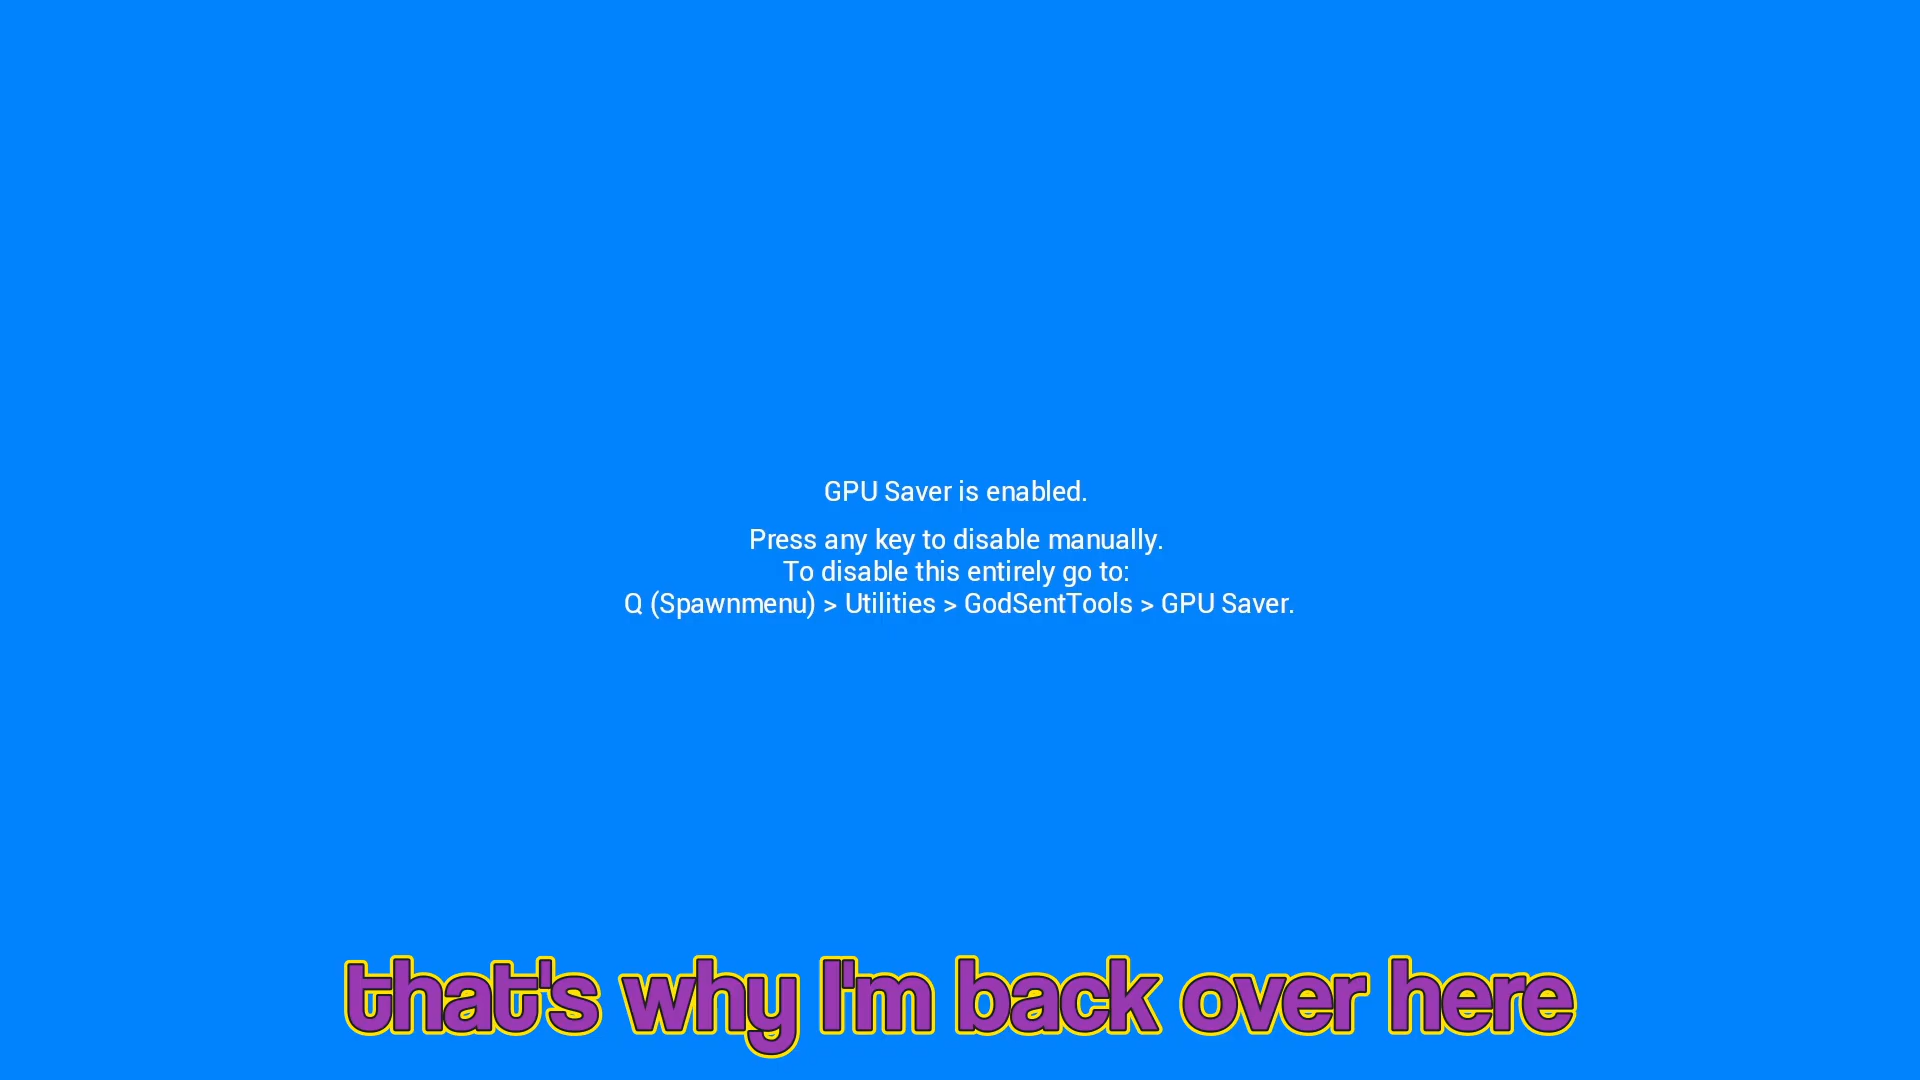 GPU Saver is enabled.
Press any key to disable manually.
To disable this entirely go to:
Q (Spawnmenu) > Utilities > GodSentTools > GPU Saver.
that's why I'm back over here